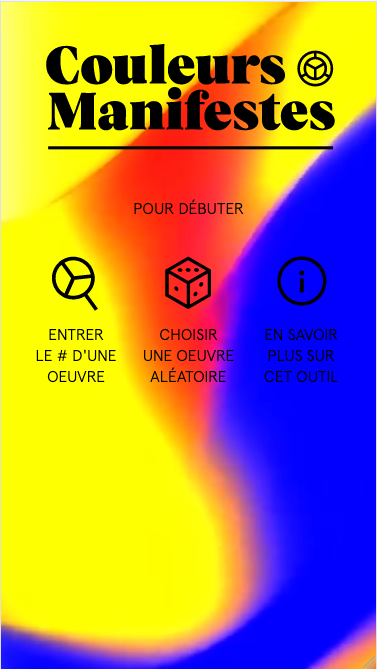 Couleurs
Manifestes
POUR DÉBUTER
ENTRER
LE # D'UNE
OEUVRE
CHOISIR
UNE OEUVRE
ALÉATOIRE
EN SAVOIR
PLUS SUR
CET OUTIL